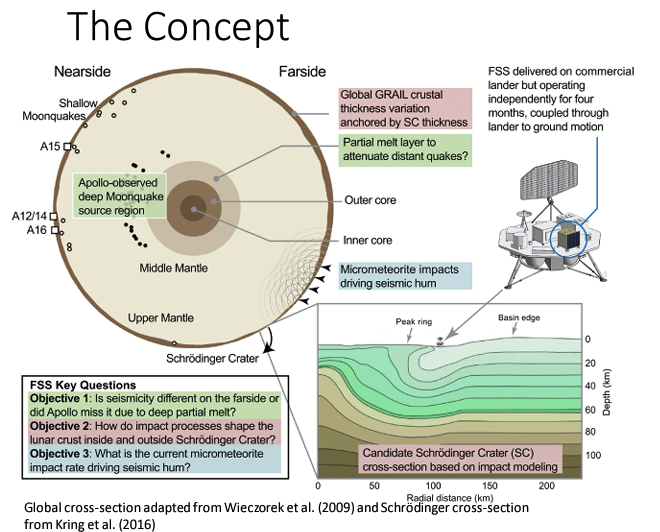 The Concept
Nearside
Farside
Shallow
Moonquakes
A15
A12/14
A16
Apollo-observed
deep Moonquake
source region
Middle Mantle
Upper Mantle
Schrödinger Crater
Global GRAIL crustal
thickness variation
anchored by SC thickness
Partial melt layer to
attenuate distant quakes?
Outer core
Inner core
Micrometeorite impacts
driving seismic hum
FSS delivered on commercial
lander but operating
independently for four
months, coupled through
lander to ground motion
Peak ring
Basin edge
0
20
40
60
80
100
Depth (km)
Candidate Schrödinger Crater (SC)
cross-section based on impact modeling
0
50
100
150
200
Radial distance (km)
FSS Key Questions
Objective 1: Is seismicity different on the farside or
did Apollo miss it due to deep partial melt?
Objective 2: How do impact processes shape the
lunar crust inside and outside Schrödinger Crater?
Objective 3: What is the current micrometeorite
impact rate driving seismic hum?
Global cross-section adapted from Wieczorek et al. (2009) and Schrödinger cross-section
from Kring et al. (2016)